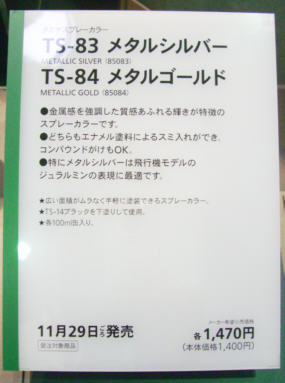 タミヤスプレーカラー
TS-83 メタルシルバー
METALLIC SILVER (85083)
TS-84 メタルゴールド
METALLIC GOLD (85084)
●金属感を強調した質感あふれる輝きが特徴の
スプレーカラーです。
●どちらもエナメル塗料によるスミ入れができ、
コンパウンドがけもOK。
●特にメタルシルバーは飛行機モデルの
ジュラルミンの表現に最適です。
★広い面積がムラなく手軽に塗装できるスプレーカラー。
★TS-14ブラックを下塗りして使用。
★各100ml缶入り。
11月29日ごろ発売
受注対象商品
メーカー希望小売価格
各1,470円
(本体価格1,400円)